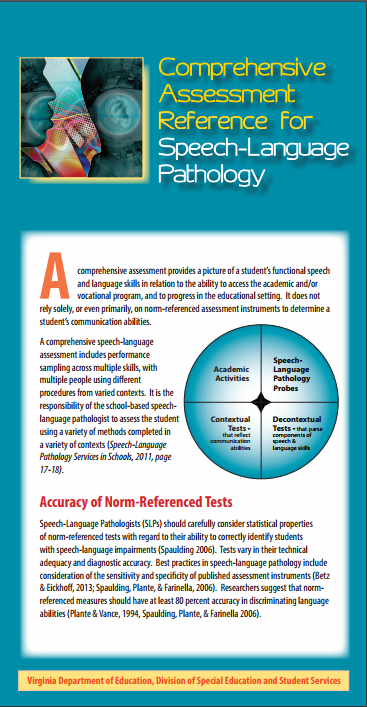 Comprehensive
Assessment
Reference for
Speech-Language
Pathology
A comprehensive assessment provides a picture of a student's functional speech
and language skills in relation to the ability to access the academic and/or
vocational program, and to progress in the educational setting. It does not
rely solely, or even primarily, on norm-referenced assessment instruments to determine a
student's communication abilities.
A comprehensive speech-language
assessment includes performance
sampling across multiple skills, with
multiple people using different
procedures from varied contexts. It is the
responsibility of the school-based speech-
language pathologist to assess the student
using a variety of methods completed in
a variety of contexts (Speech-Language
Pathology Services in Schools, 2011, page
17-18).
Academic
Activities
Speech-
Language
Pathology
Probes
Contextual
Tests -
that reflect
communication
abilities
Decontextual
Tests - that parse
components of
speech &
language skills
Accuracy of Norm-Referenced Tests
Speech-Language Pathologists (SLPs) should carefully consider statistical properties
of norm-referenced tests with regard to their ability to correctly identify students
with speech-language impairments (Spaulding 2006). Tests vary in their technical
adequacy and diagnostic accuracy. Best practices in speech-language pathology include
consideration of the sensitivity and specificity of published assessment instruments (Betz
& Eickhoff, 2013; Spaulding, Plante, & Farinella, 2006). Researchers suggest that norm-
referenced measures should have at least 80 percent accuracy in discriminating language
abilities (Plante & Vance, 1994, Spaulding, Plante, & Farinella 2006).
Virginia Department of Education, Division of Special Education and Student Services